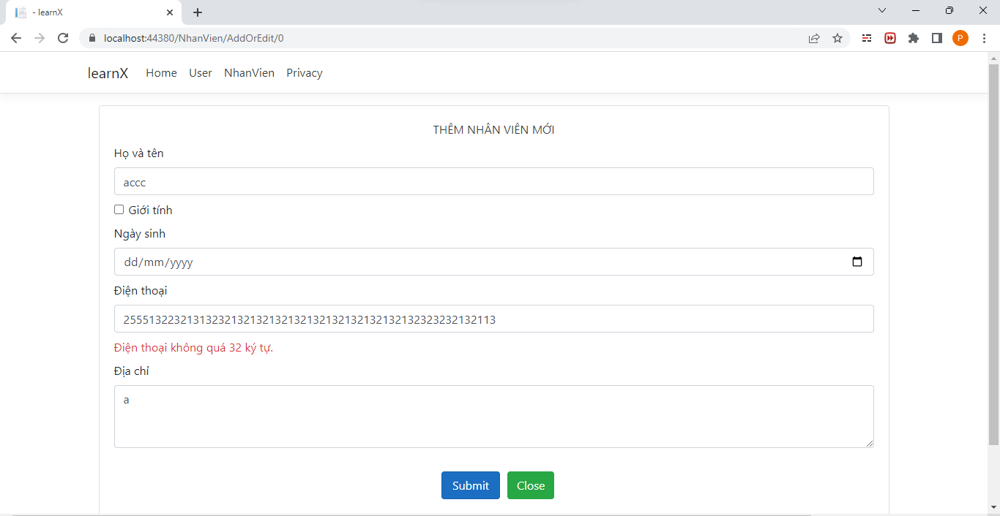 - learnX
localhost:44380/NhanVien/AddOrEdit/0
P
learnX Home User NhanVien Privacy
THÊM NHÂN VIÊN MỚI
Họ và tên
accc
Giới tính
Ngày sinh
dd/mm/yyyy
Điện thoại
Điện thoại không quá 32 ký tự.
Địa chỉ
a
Submit Close